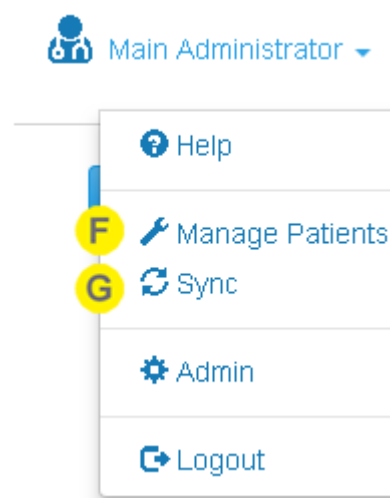 Main Administrator
Help
F Manage Patients
G Sync
Admin
Logout